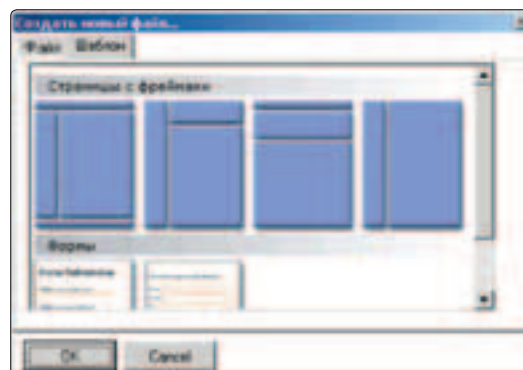 Создать новый файл...
Файл Шаблон
Страницы с фреймами
Формы
OK Cancel